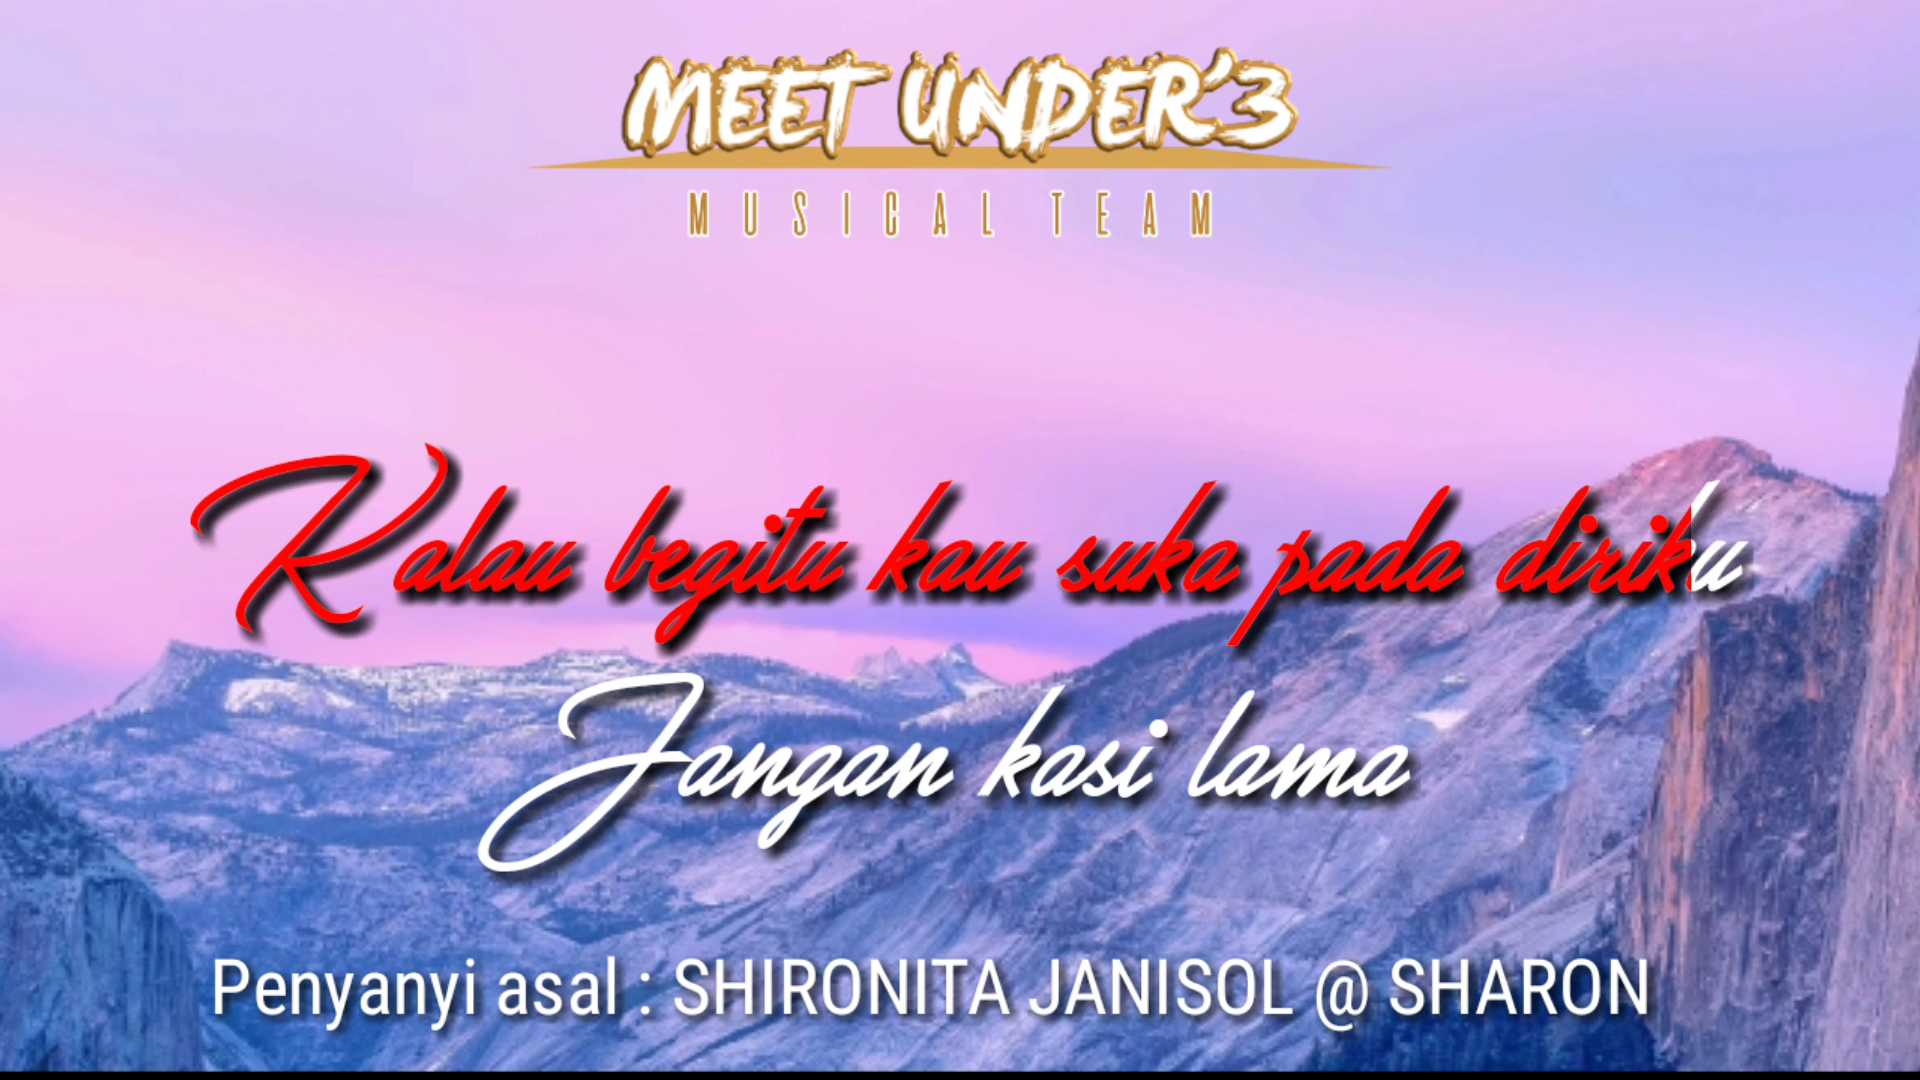 MEET UNDER'3
MUSICAL TEAM
Kalau begitu kau suka pada diriku
Jangan kasi lama
Penyanyi asal : SHIRONITA JANISOL @ SHARON